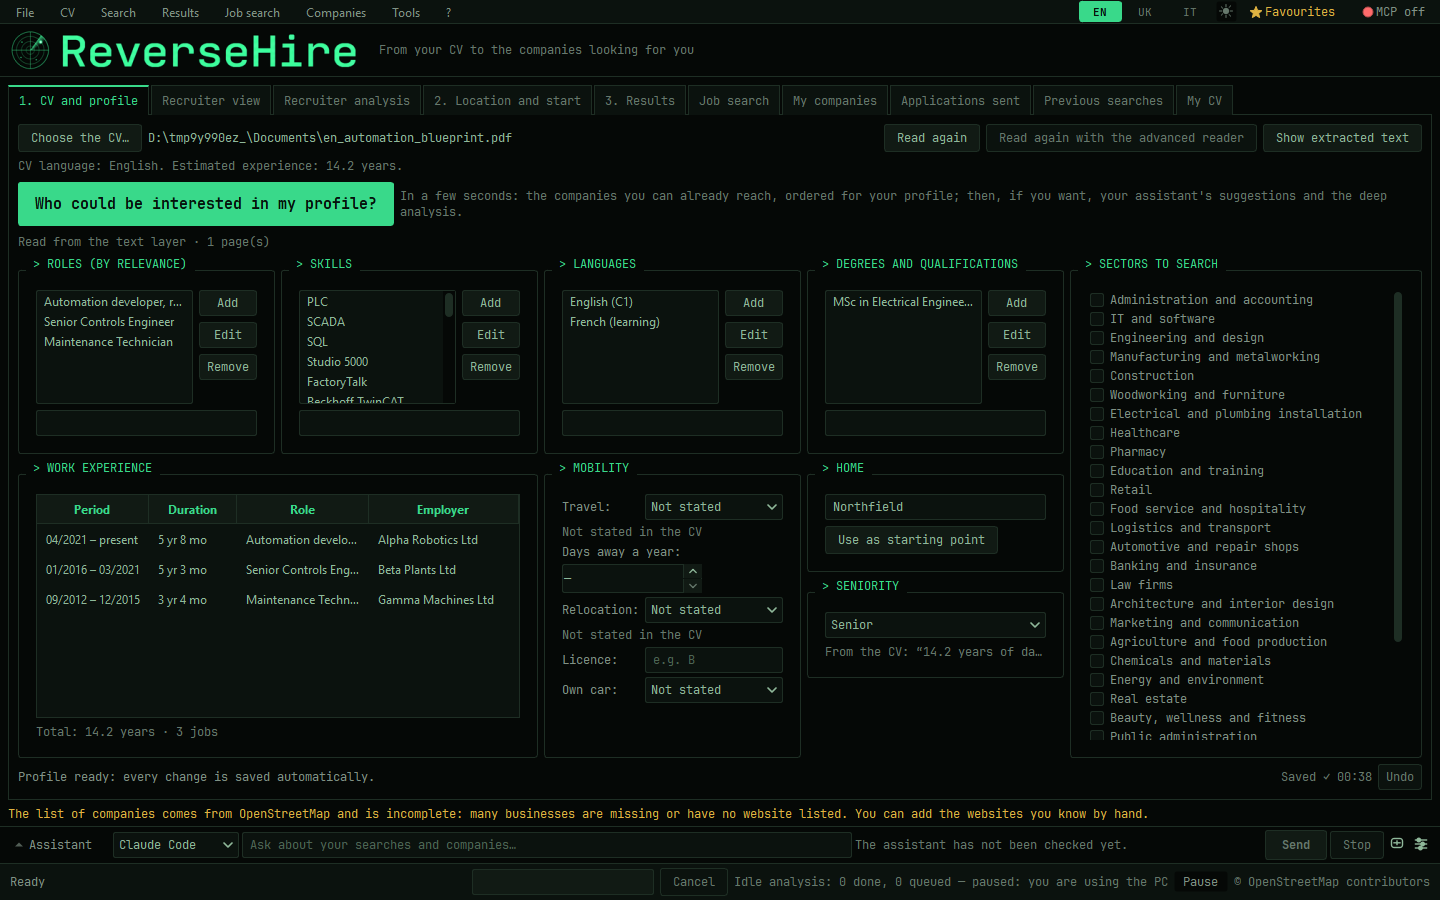 File CV Search Results Job search Companies Tools ? EN UK IT Favourites MCP off
ReverseHire From your CV to the companies looking for you
1. CV and profile Recruiter view Recruiter analysis 2. Location and start 3. Results Job search My companies Applications sent Previous searches My CV
Choose the CV… D:\tmp9y990ez_\Documents\en_automation_blueprint.pdf Read again Read again with the advanced reader Show extracted text
CV language: English. Estimated experience: 14.2 years.
Who could be interested in my profile?
In a few seconds: the companies you can already reach, ordered for your profile; then, if you want, your assistant's suggestions and the deep
analysis.
Read from the text layer · 1 page(s)
> ROLES (BY RELEVANCE)
Automation developer, r...
Senior Controls Engineer
Maintenance Technician
Add
Edit
Remove
> SKILLS
PLC
SCADA
SQL
Studio 5000
FactoryTalk
Beckhoff TwinCAT
Add
Edit
Remove
> LANGUAGES
English (C1)
French (learning)
Add
Edit
Remove
> DEGREES AND QUALIFICATIONS
MSc in Electrical Enginee...
Add
Edit
Remove
> SECTORS TO SEARCH
Administration and accounting
IT and software
Engineering and design
Manufacturing and metalworking
Construction
Woodworking and furniture
Electrical and plumbing installation
Healthcare
Pharmacy
Education and training
Retail
Food service and hospitality
Logistics and transport
Automotive and repair shops
Banking and insurance
Law firms
Architecture and interior design
Marketing and communication
Agriculture and food production
Chemicals and materials
Energy and environment
Real estate
Beauty, wellness and fitness
Public administration
> WORK EXPERIENCE
Period Duration Role Employer
04/2021 – present 5 yr 8 mo Automation develo... Alpha Robotics Ltd
01/2016 – 03/2021 5 yr 3 mo Senior Controls Eng... Beta Plants Ltd
09/2012 – 12/2015 3 yr 4 mo Maintenance Techn... Gamma Machines Ltd
Total: 14.2 years · 3 jobs
> MOBILITY
Travel: Not stated
Not stated in the CV
Days away a year:
—
Relocation: Not stated
Not stated in the CV
Licence: e.g. B
Own car: Not stated
> HOME
Northfield
Use as starting point
> SENIORITY
Senior
From the CV: “14.2 years of da…
Profile ready: every change is saved automatically. Saved ✓ 00:38 Undo
The list of companies comes from OpenStreetMap and is incomplete: many businesses are missing or have no website listed. You can add the websites you know by hand.
Assistant Claude Code Ask about your searches and companies… The assistant has not been checked yet. Send Stop
Ready Cancel Idle analysis: 0 done, 0 queued — paused: you are using the PC Pause © OpenStreetMap contributors